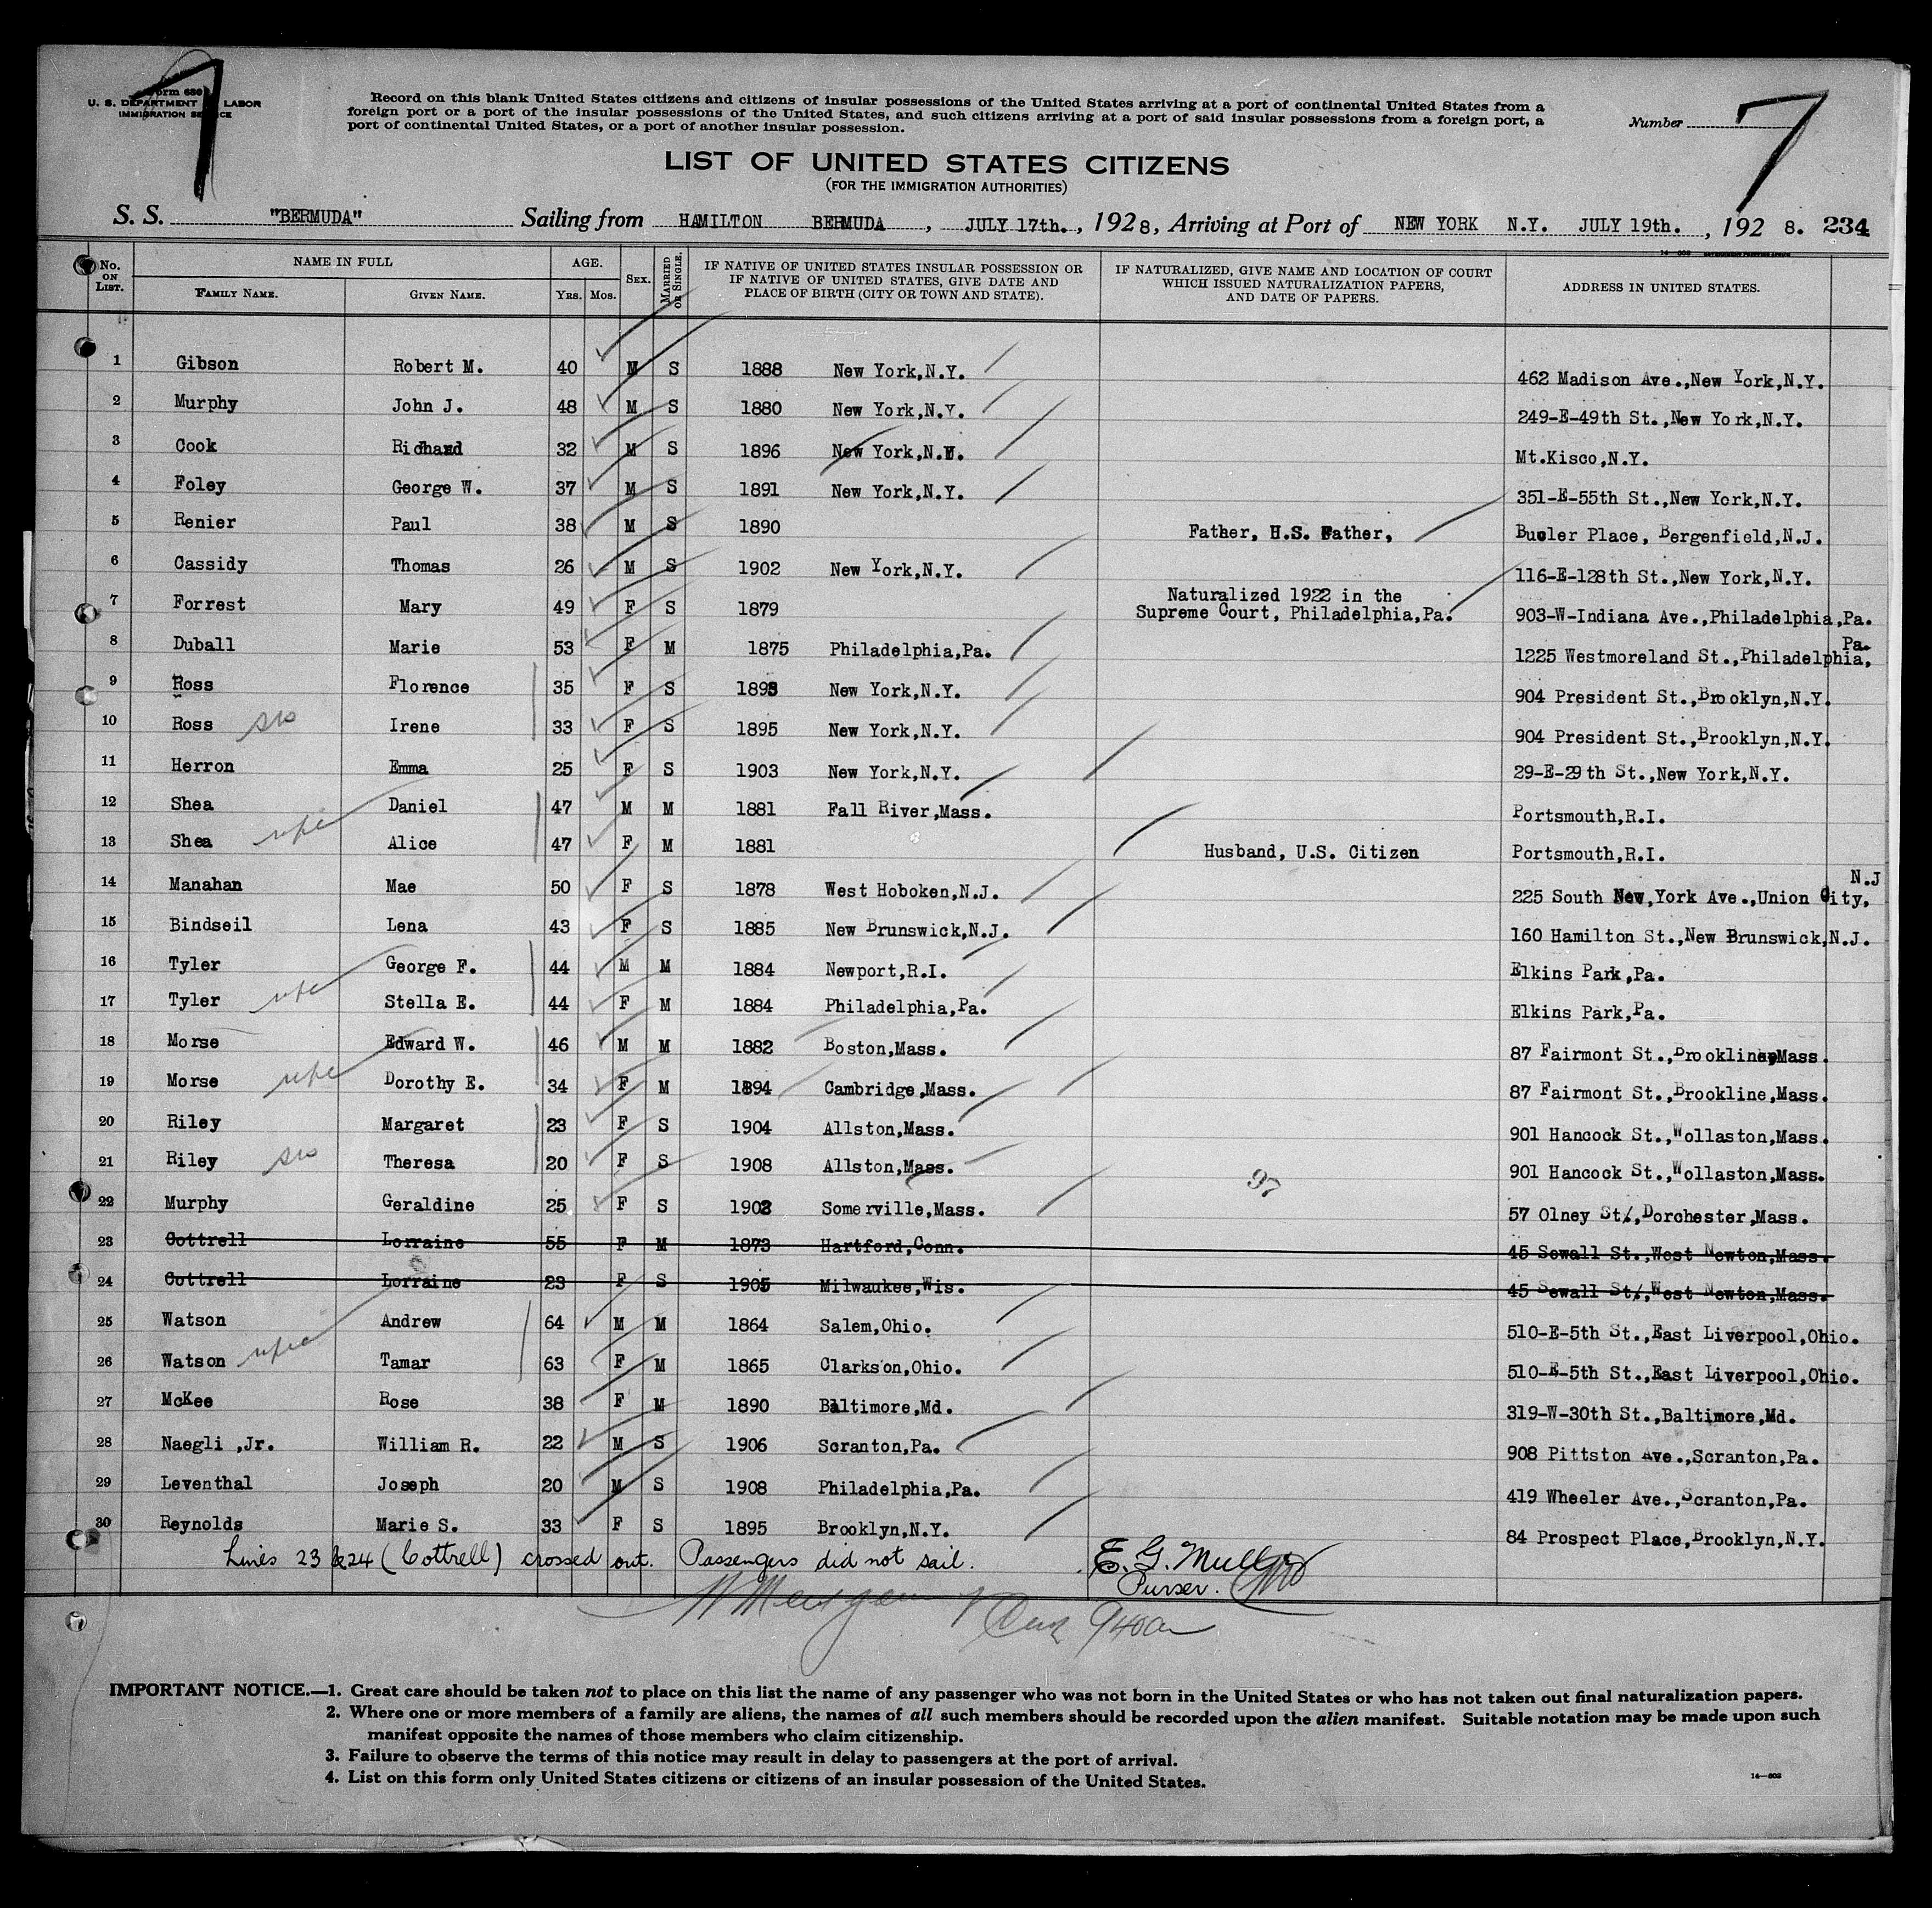 7
Form 630
U. S. DEPARTMENT LABOR
IMMIGRATION SERVICE
Record on this blank United States citizens and citizens of insular possessions of the United States arriving at a port of continental United States from a
foreign port or a port of the insular possessions of the United States, and such citizens arriving at a port of said insular possessions from a foreign port, a
port of continental United States, or a port of another insular possession.
Number 7
LIST OF UNITED STATES CITIZENS
(FOR THE IMMIGRATION AUTHORITIES)
S. S. "BERMUDA" Sailing from HAMILTON BERMUDA, JULY 17th., 1928, Arriving at Port of NEW YORK N.Y. JULY 19th., 1928. 234
No. ON LIST. NAME IN FULL FAMILY NAME. GIVEN NAME. AGE. YRS. MOS. SEX. MARRIED OR SINGLE. IF NATIVE OF UNITED STATES INSULAR POSSESSION OR IF NATIVE OF UNITED STATES, GIVE DATE AND PLACE OF BIRTH (CITY OR TOWN AND STATE). IF NATURALIZED, GIVE NAME AND LOCATION OF COURT WHICH ISSUED NATURALIZATION PAPERS, AND DATE OF PAPERS. ADDRESS IN UNITED STATES.
1 Gibson Robert M. 40 M S 1888 New York,N.Y. 462 Madison Ave.,New York,N.Y.
2 Murphy John J. 48 M S 1880 New York,N.Y. 249-E-49th St.,New York,N.Y.
3 Cook Richard 32 M S 1896 New York,N.Y. Mt.Kisco,N.Y.
4 Foley George W. 37 M S 1891 New York,N.Y. 351-E-55th St.,New York,N.Y.
5 Renier Paul 38 M S 1890 Father, H.S. Father, Place, Bergenfield,N.J.
6 Cassidy Thomas 26 M S 1902 New York,N.Y. 116-E-128th St.,New York,N.Y.
7 Forrest Mary 49 F S 1879 Naturalized 1922 in the Supreme Court, Philadelphia,Pa. 903-W-Indiana Ave.,Philadelphia,Pa.
8 Duball Marie 53 F M 1875 Philadelphia,Pa. 1225 Westmoreland St.,Philadelphia, Pa.
9 Ross Florence 35 F S 1893 New York,N.Y. 904 President St.,Brooklyn,N.Y.
10 Ross sis Irene 33 F S 1895 New York,N.Y. 904 President St.,Brooklyn,N.Y.
11 Herron Emma 25 F S 1903 New York,N.Y. 29-E-29th St.,New York,N.Y.
12 Shea Daniel 47 M M 1881 Fall River,Mass. Portsmouth,R.I.
13 Shea wife Alice 47 F M 1881 Husband, U.S. Citizen Portsmouth,R.I.
14 Manahan Mae 50 F S 1878 West Hoboken,N.J. 225 South New,York Ave.,Union City, N.J
15 Bindseil Lena 43 F S 1885 New Brunswick,N.J. 160 Hamilton St.,New Brunswick,N.J.
16 Tyler George F. 44 M M 1884 Newport,R.I. Elkins Park,Pa.
17 Tyler wife Stella E. 44 F M 1884 Philadelphia,Pa. Elkins Park,Pa.
18 Morse Edward W. 46 M M 1882 Boston,Mass. 87 Fairmont St.,Brookline,Mass.
19 Morse wife Dorothy E. 34 F M 1894 Cambridge,Mass. 87 Fairmont St.,Brookline,Mass.
20 Riley Margaret 23 F S 1904 Allston,Mass. 901 Hancock St.,Wollaston,Mass.
21 Riley sis Theresa 20 F S 1908 Allston,Mass. 901 Hancock St.,Wollaston,Mass.
97
22 Murphy Geraldine 25 F S 1903 Somerville,Mass. 57 Olney St/,Dorchester,Mass.
23 Cottrell Lorraine 55 F M 1873 Hartford,Conn. 45 Sewall St.,West Newton,Mass.
24 Cottrell Lorraine 23 F S 1905 Milwaukee,Wis. 45 Sewall St/,West Newton,Mass.
25 Watson Andrew 64 M M 1864 Salem,Ohio. 510-E-5th St.,East Liverpool,Ohio.
26 Watson wife Tamar 63 F M 1865 Clarkson,Ohio. 510-E-5th St.,East Liverpool,Ohio.
27 McKee Rose 38 F M 1890 Baltimore,Md. 319-W-30th St.,Baltimore,Md.
28 Naegli ,Jr. William R. 22 M S 1906 Scranton,Pa. 908 Pittston Ave.,Scranton,Pa.
29 Leventhal Joseph 20 M S 1908 Philadelphia,Pa. 419 Wheeler Ave.,Scranton,Pa.
30 Reynolds Marie S. 33 F S 1895 Brooklyn,N.Y. 84 Prospect Place,Brooklyn,N.Y.
Lines 23 &24 (Cottrell) crossed out. Passengers did not sail. E. G. Muller
Purser.
IMPORTANT NOTICE.—1. Great care should be taken not to place on this list the name of any passenger who was not born in the United States or who has not taken out final naturalization papers.
2. Where one or more members of a family are aliens, the names of all such members should be recorded upon the alien manifest. Suitable notation may be made upon such
manifest opposite the names of those members who claim citizenship.
3. Failure to observe the terms of this notice may result in delay to passengers at the port of arrival.
4. List on this form only United States citizens or citizens of an insular possession of the United States.